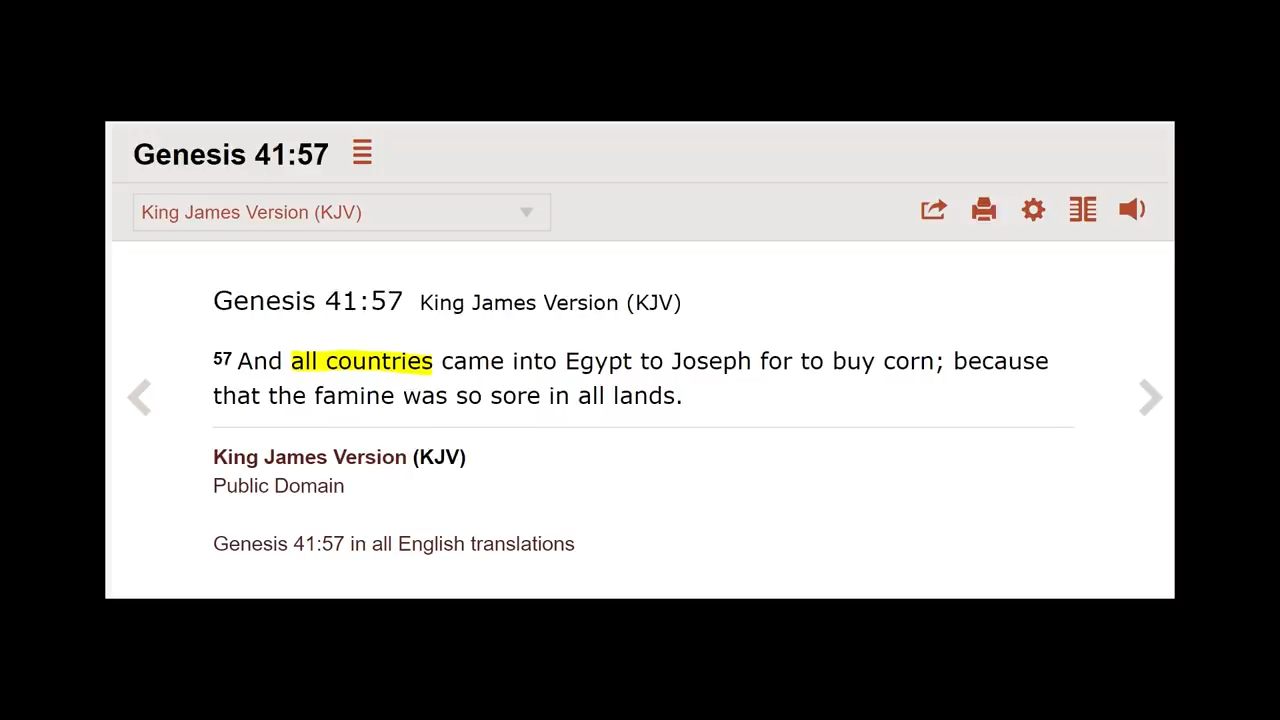 Genesis 41:57
King James Version (KJV)
Genesis 41:57 King James Version (KJV)
57 And all countries came into Egypt to Joseph for to buy corn; because
that the famine was so sore in all lands.
King James Version (KJV)
Public Domain
Genesis 41:57 in all English translations